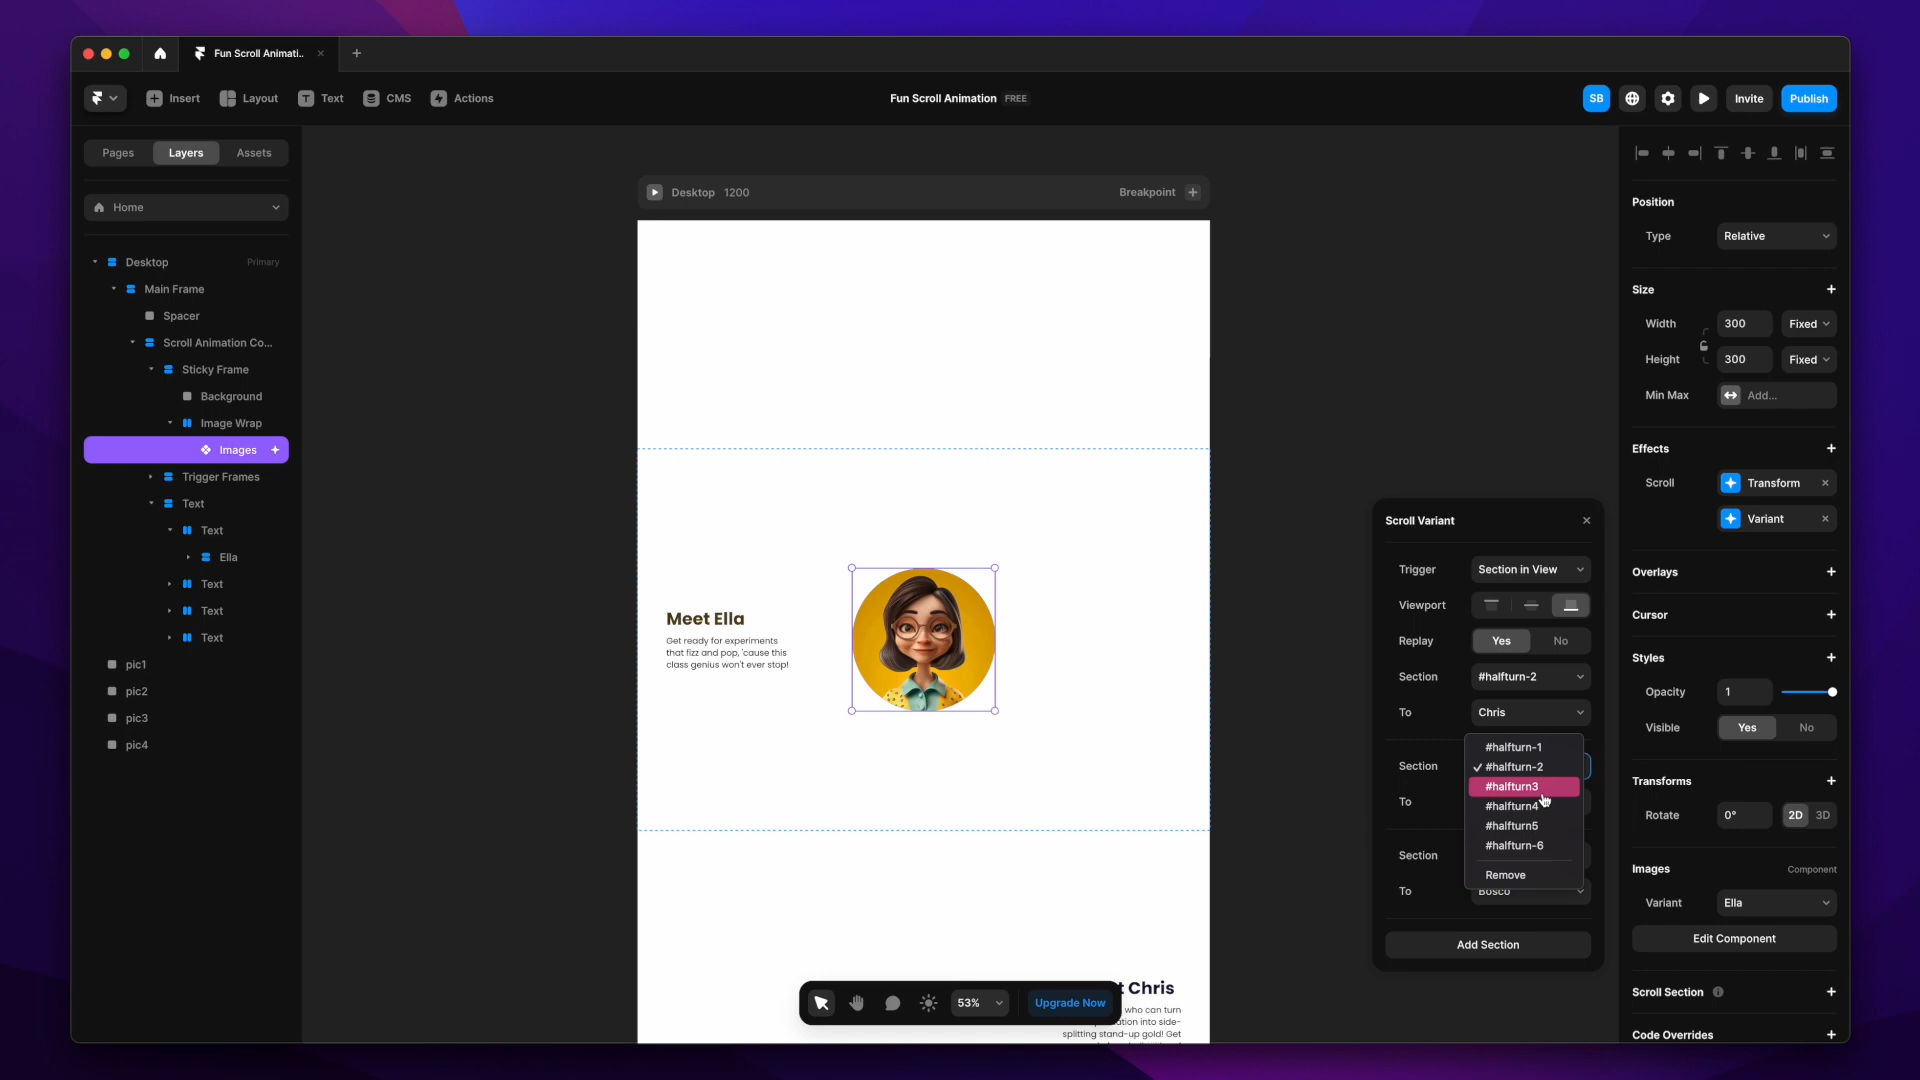 Fun Scroll Animati..
Insert
Layout
Text
CMS
Actions
Fun Scroll Animation FREE
SB
Invite
Publish
Pages
Layers
Assets
Home
Desktop Primary
Main Frame
Spacer
Scroll Animation Co...
Sticky Frame
Background
Image Wrap
Images
Trigger Frames
Text
Text
Ella
Text
Text
Text
pic1
pic2
pic3
pic4
Desktop 1200
Breakpoint
Meet Ella
Get ready for experiments
that fizz and pop, 'cause this
class genius won't ever stop!
t Chris
who can turn
ation into side-
splitting stand-up gold! Get
53%
Upgrade Now
Scroll Variant
Trigger Section in View
Viewport
Replay Yes No
Section #halfturn-2
To Chris
Section
To
Section
To Bosco
#halfturn-1
#halfturn-2
#halfturn3
#halfturn4
#halfturn5
#halfturn-6
Remove
Add Section
Position
Type Relative
Size
Width 300 Fixed
Height 300 Fixed
Min Max Add...
Effects
Scroll Transform
Variant
Overlays
Cursor
Styles
Opacity 1
Visible Yes No
Transforms
Rotate 0° 2D 3D
Images Component
Variant Ella
Edit Component
Scroll Section
Code Overrides